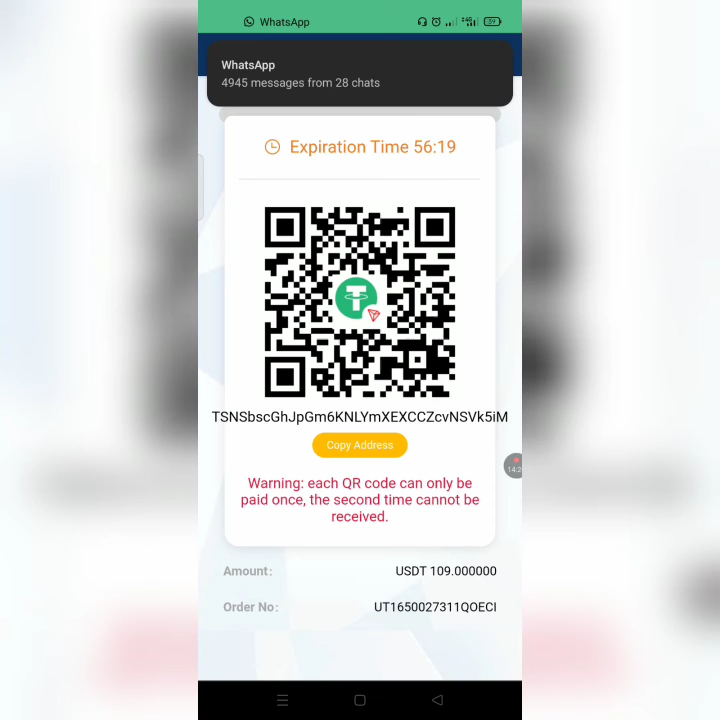 WhatsApp
59
WhatsApp
4945 messages from 28 chats
Expiration Time 56:19
TSNSbscGhJpGm6KNLYmXEXCCZcvNSVk5iM
Copy Address
Warning: each QR code can only be
paid once, the second time cannot be
received.
Amount: USDT 109.000000
Order No: UT1650027311QOECI